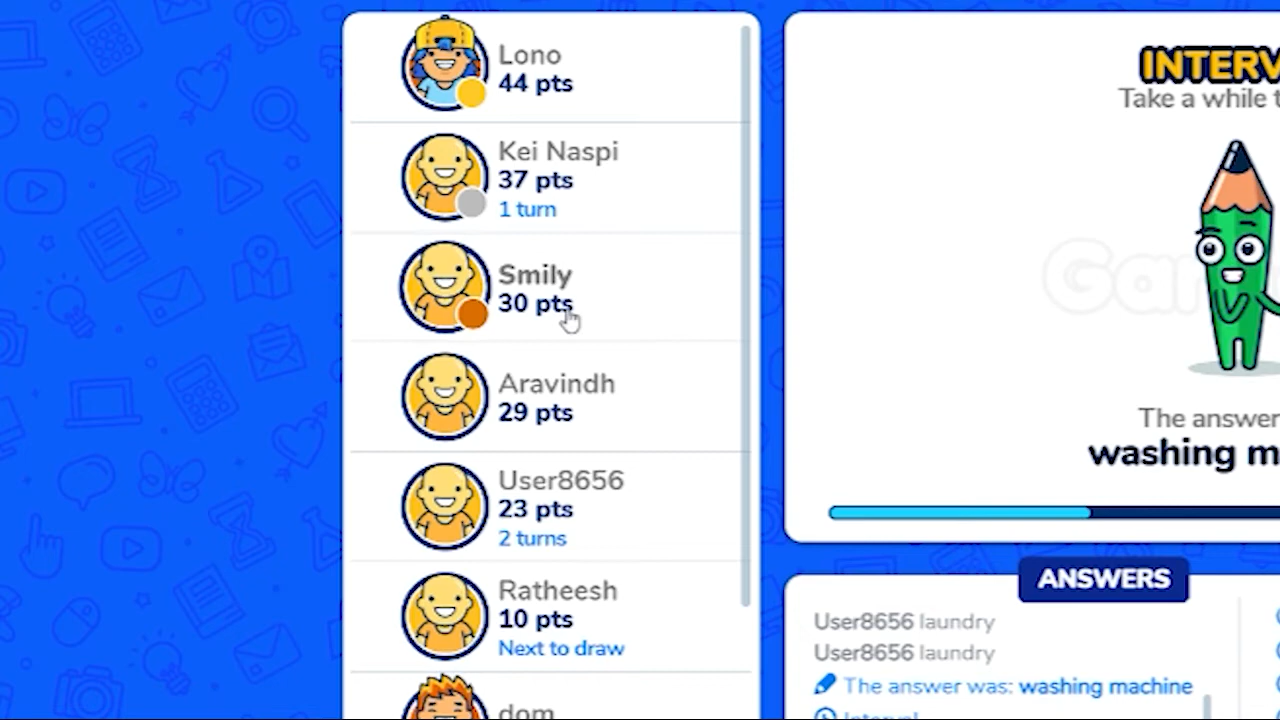 Lono
44 pts
Kei Naspi
37 pts
1 turn
Smily
30 pts
Aravindh
29 pts
User8656
23 pts
2 turns
Ratheesh
10 pts
Next to draw
dom
INTERV
Take a while t
Gar
The answer
washing m
ANSWERS
User8656 laundry
User8656 laundry
The answer was: washing machine
Interval